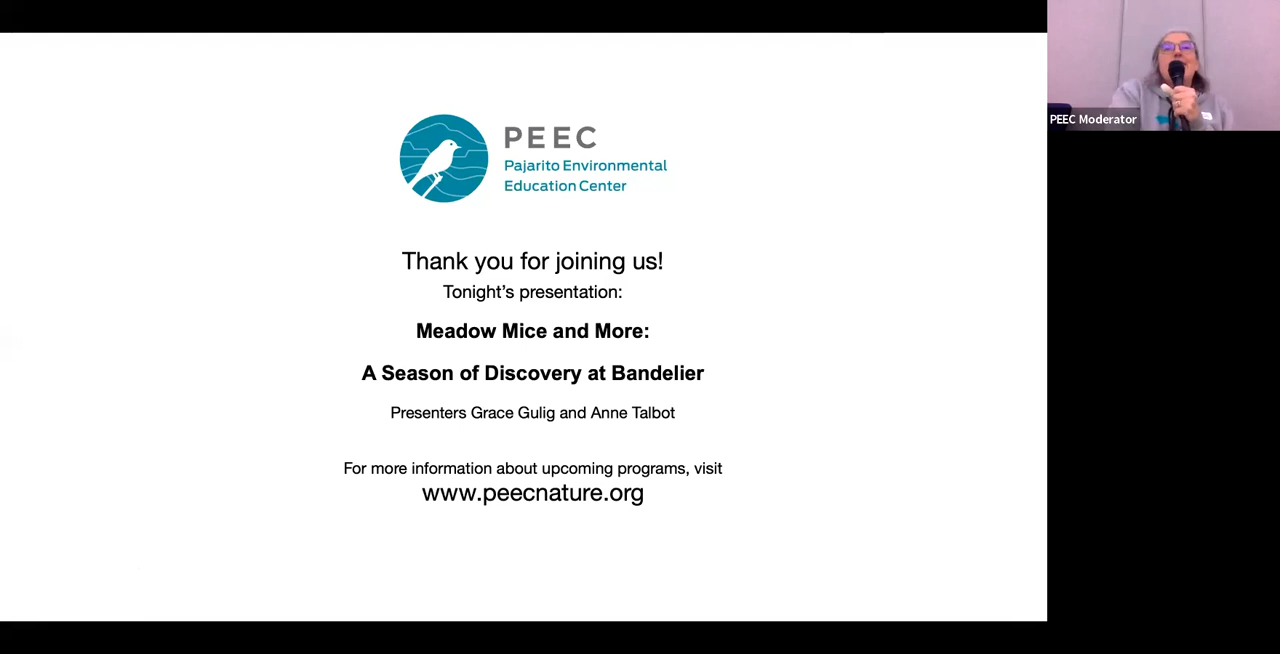 PEEC
Pajarito Environmental
Education Center
Thank you for joining us!
Tonight's presentation:
Meadow Mice and More:
A Season of Discovery at Bandelier
Presenters Grace Gulig and Anne Talbot
For more information about upcoming programs, visit
www.peecnature.org
PEEC Moderator